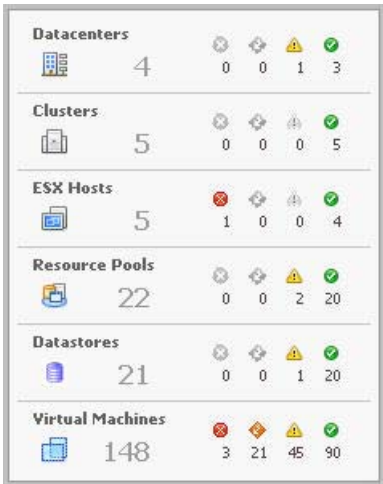 Datacenters
4 0 0 1 3
Clusters
5 0 0 0 5
ESX Hosts
5 1 0 0 4
Resource Pools
22 0 0 2 20
Datastores
21 0 0 1 20
Virtual Machines
148 3 21 45 90